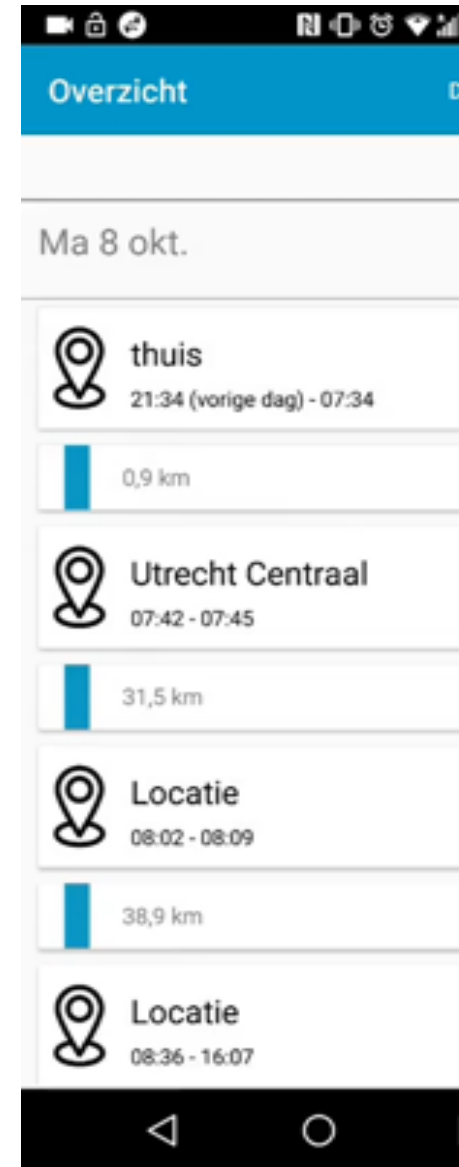 Overzicht
Ma 8 okt.
thuis
21:34 (vorige dag) - 07:34
0,9 km
Utrecht Centraal
07:42 - 07:45
31,5 km
Locatie
08:02 - 08:09
38,9 km
Locatie
08:36 - 16:07